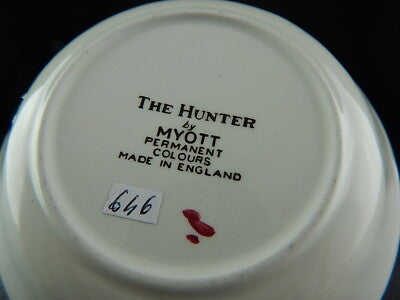 THE HUNTER
by
MYOTT
PERMANENT
COLOURS
MADE IN ENGLAND
646